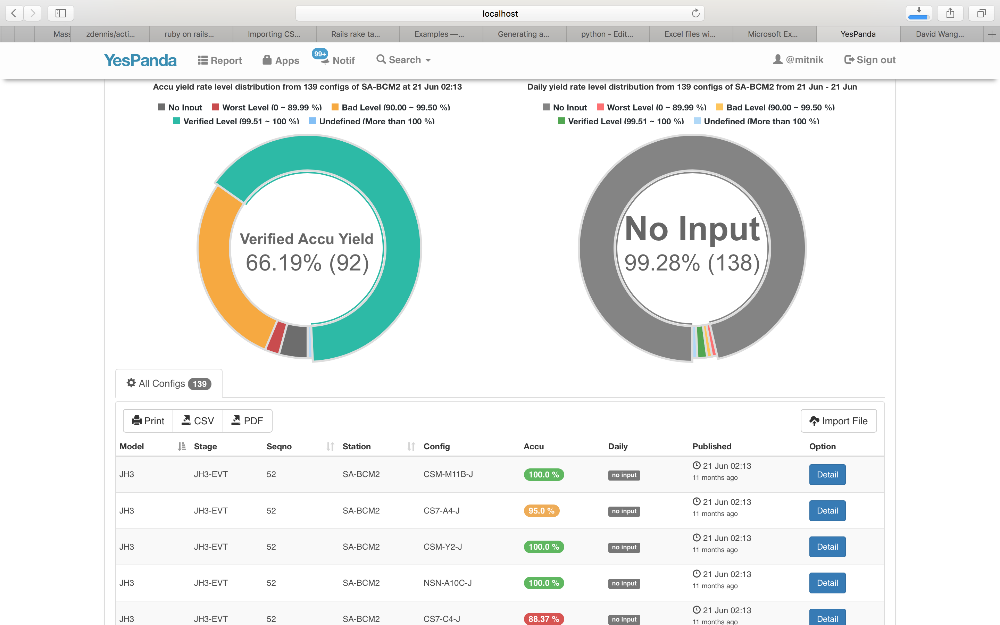 localhost
Mass
zdennis/acti...
ruby on rails...
Importing CS...
Rails rake ta...
Examples —...
Generating a...
python - Edit...
Excel files wi...
Microsoft Ex...
YesPanda
David Wang...
YesPanda
Report
Apps
99+
Notif
Search
@mitnik
Sign out
Accu yield rate level distribution from 139 configs of SA-BCM2 at 21 Jun 02:13
No Input
Worst Level (0 ~ 89.99 %)
Bad Level (90.00 ~ 99.50 %)
Verified Level (99.51 ~ 100 %)
Undefined (More than 100 %)
Verified Accu Yield
66.19% (92)
Daily yield rate level distribution from 139 configs of SA-BCM2 from 21 Jun - 21 Jun
No Input
Worst Level (0 ~ 89.99 %)
Bad Level (90.00 ~ 99.50 %)
Verified Level (99.51 ~ 100 %)
Undefined (More than 100 %)
No Input
99.28% (138)
All Configs 139
Print
CSV
PDF
Import File
Model Stage Seqno Station Config Accu Daily Published Option
JH3 JH3-EVT 52 SA-BCM2 CSM-M11B-J 100.0 % no input 21 Jun 02:13 Detail
11 months ago
JH3 JH3-EVT 52 SA-BCM2 CS7-A4-J 95.0 % no input 21 Jun 02:13 Detail
11 months ago
JH3 JH3-EVT 52 SA-BCM2 CSM-Y2-J 100.0 % no input 21 Jun 02:13 Detail
11 months ago
JH3 JH3-EVT 52 SA-BCM2 NSN-A10C-J 100.0 % no input 21 Jun 02:13 Detail
11 months ago
JH3 JH3-EVT 52 SA-BCM2 CS7-C4-J 88.37 % no input 21 Jun 02:13 Detail
11 months ago